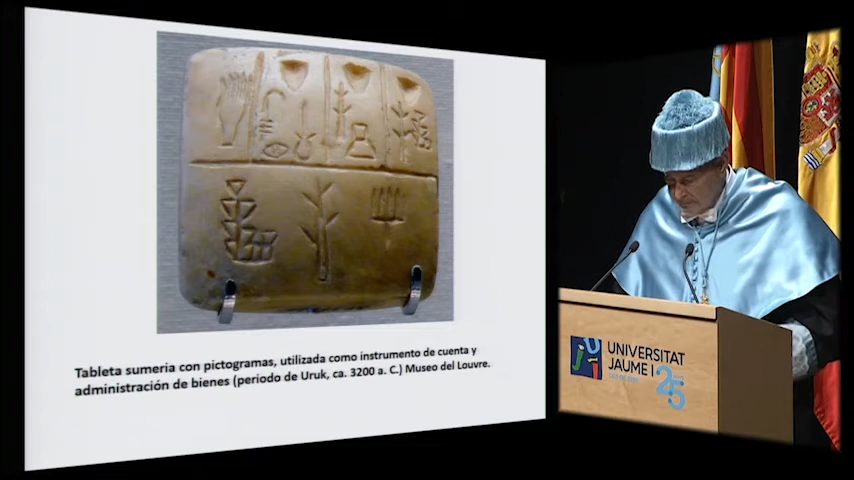 Tableta sumeria con pictogramas, utilizada como instrumento de cuenta y
administración de bienes (periodo de Uruk, ca. 3200 a. C.) Museo del Louvre.
UNIVERSITAT
JAUME I
25